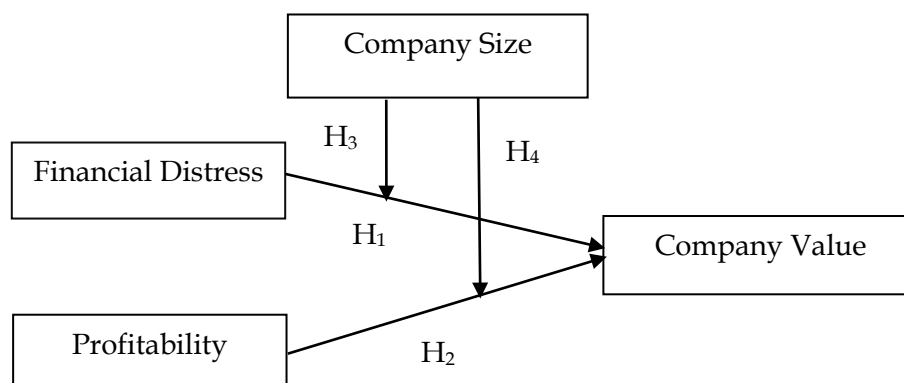 Company Size
H₃
H₄
Financial Distress
H₁
Company Value
Profitability
H₂